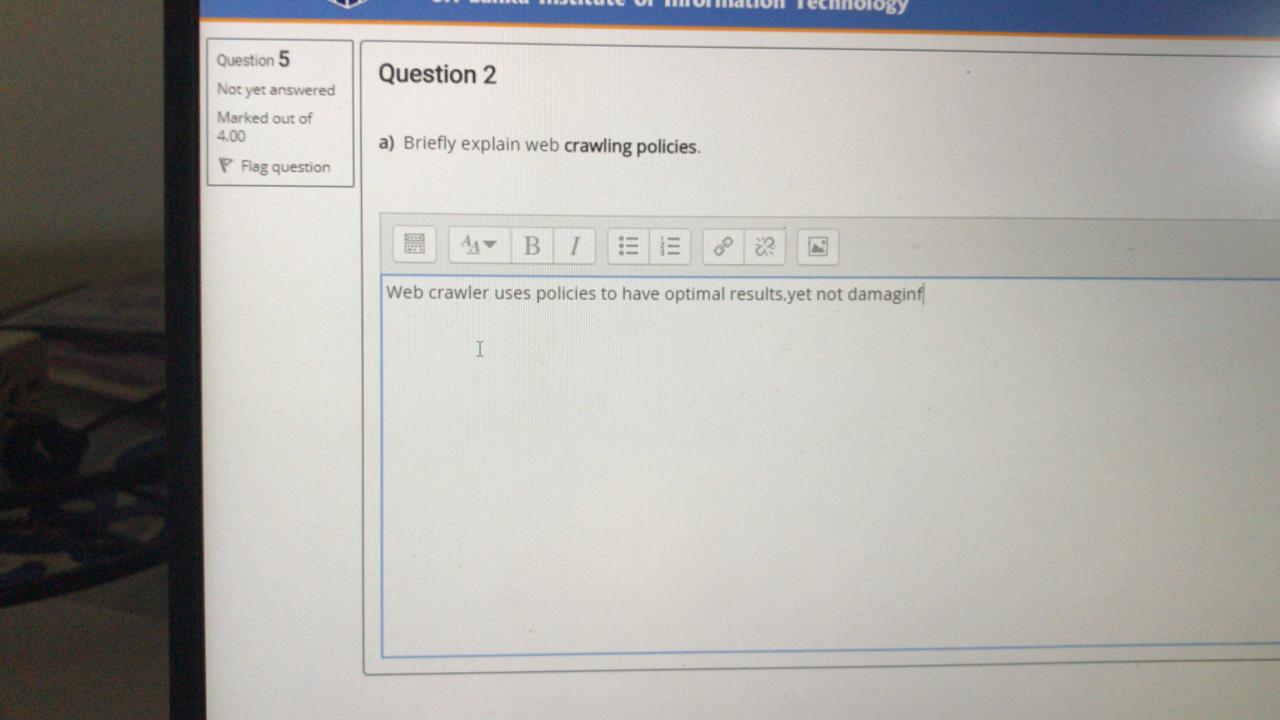 Sri Lanka Institute of Information Technology
Question 5
Not yet answered
Marked out of
4.00
Flag question
Question 2
a) Briefly explain web crawling policies.
Web crawler uses policies to have optimal results,yet not damaginf